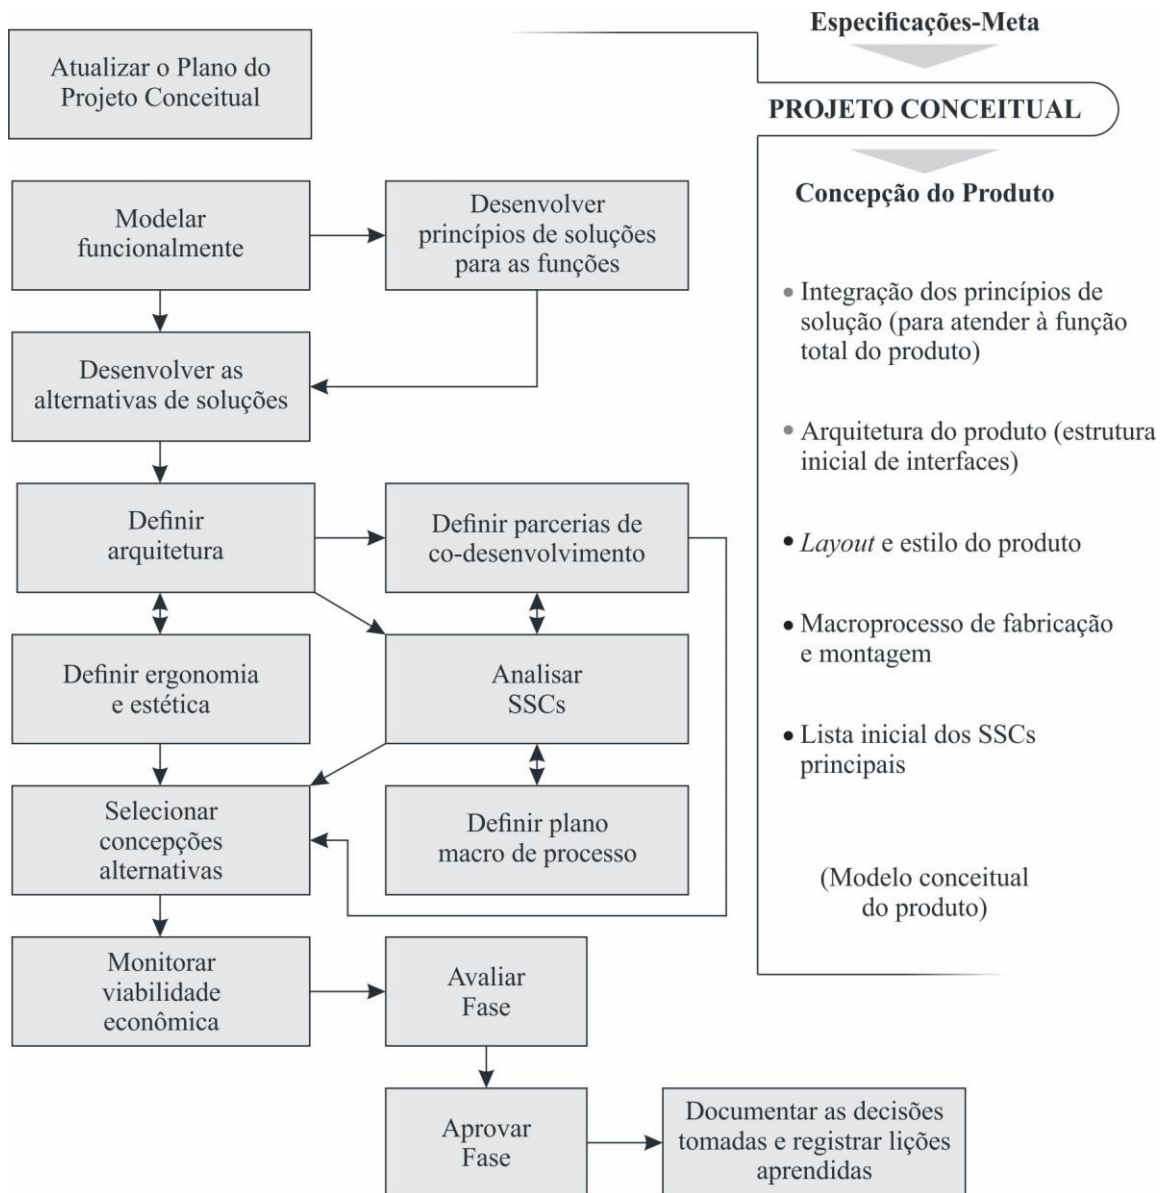 Atualizar o Plano do
Projeto Conceitual
Modelar
funcionalmente
Desenvolver
princípios de soluções
para as funções
Desenvolver as
alternativas de soluções
Definir
arquitetura
Definir parcerias de
co-desenvolvimento
Definir ergonomia
e estética
Analisar
SSCs
Selecionar
concepções
alternativas
Definir plano
macro de processo
Monitorar
viabilidade
econômica
Avaliar
Fase
Aprovar
Fase
Documentar as decisões
tomadas e registrar lições
aprendidas
Especificações-Meta
PROJETO CONCEITUAL
Concepção do Produto
• Integração dos princípios de
solução (para atender à função
total do produto)
• Arquitetura do produto (estrutura
inicial de interfaces)
• Layout e estilo do produto
• Macroprocesso de fabricação
e montagem
• Lista inicial dos SSCs
principais
(Modelo conceitual
do produto)